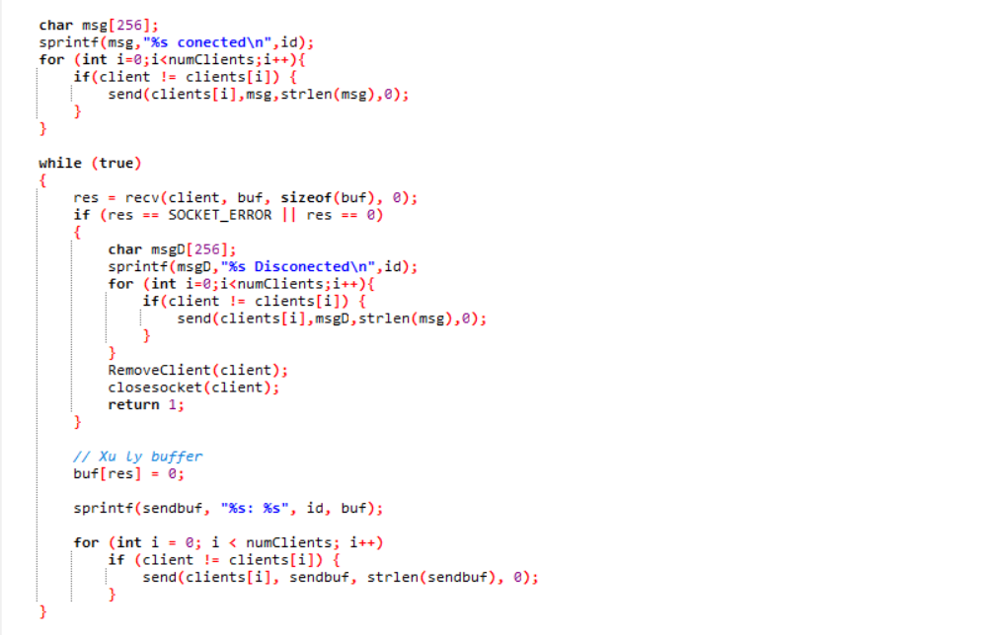 char msg[256];
sprintf(msg,"%s conected\n",id);
for (int i=0;i<numClients;i++){
if(client != clients[i]) {
send(clients[i],msg,strlen(msg),0);
}
}
while (true)
{
res = recv(client, buf, sizeof(buf), 0);
if (res == SOCKET_ERROR || res == 0)
{
char msgD[256];
sprintf(msgD,"%s Disconected\n",id);
for (int i=0;i<numClients;i++){
if(client != clients[i]) {
send(clients[i],msgD,strlen(msg),0);
}
}
RemoveClient(client);
closesocket(client);
return 1;
}
// Xu ly buffer
buf[res] = 0;
sprintf(sendbuf, "%s: %s", id, buf);
for (int i = 0; i < numClients; i++)
if (client != clients[i]) {
send(clients[i], sendbuf, strlen(sendbuf), 0);
}
}